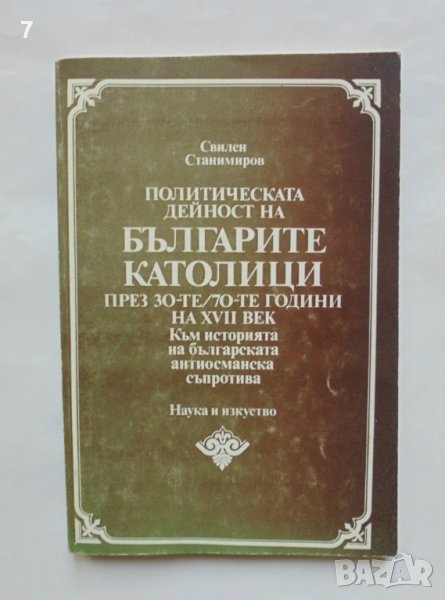 7
Свилен
Станимиров
ПОЛИТИЧЕСКАТА
ДЕЙНОСТ НА
БЪЛГАРИТЕ
КАТОЛИЦИ
ПРЕЗ 30-ТЕ/70-ТЕ ГОДИНИ
НА XVII ВЕК
Към историята
на българската
антиосманска
съпротива
Наука и изкуство
BAZAR